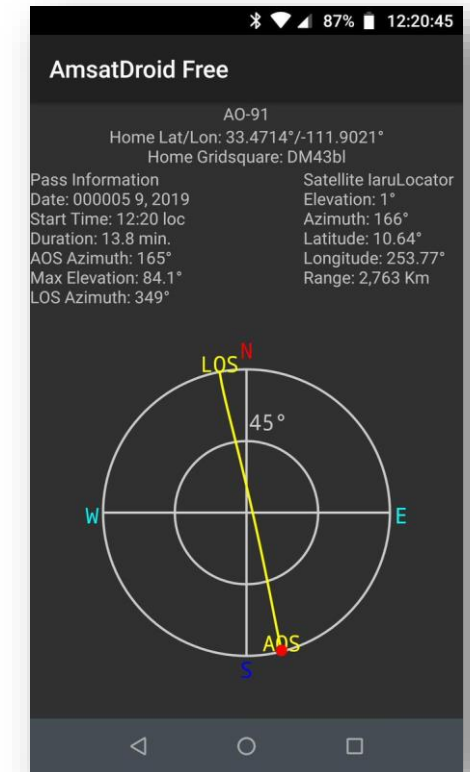 87% 12:20:45
AmsatDroid Free
AO-91
Home Lat/Lon: 33.4714°/-111.9021°
Home Gridsquare: DM43bl
Pass Information
Date: 000005 9, 2019
Start Time: 12:20 loc
Duration: 13.8 min.
AOS Azimuth: 165°
Max Elevation: 84.1°
LOS Azimuth: 349°
Satellite IaruLocator
Elevation: 1°
Azimuth: 166°
Latitude: 10.64°
Longitude: 253.77°
Range: 2,763 Km
N
LOS
45°
W
E
AOS
S